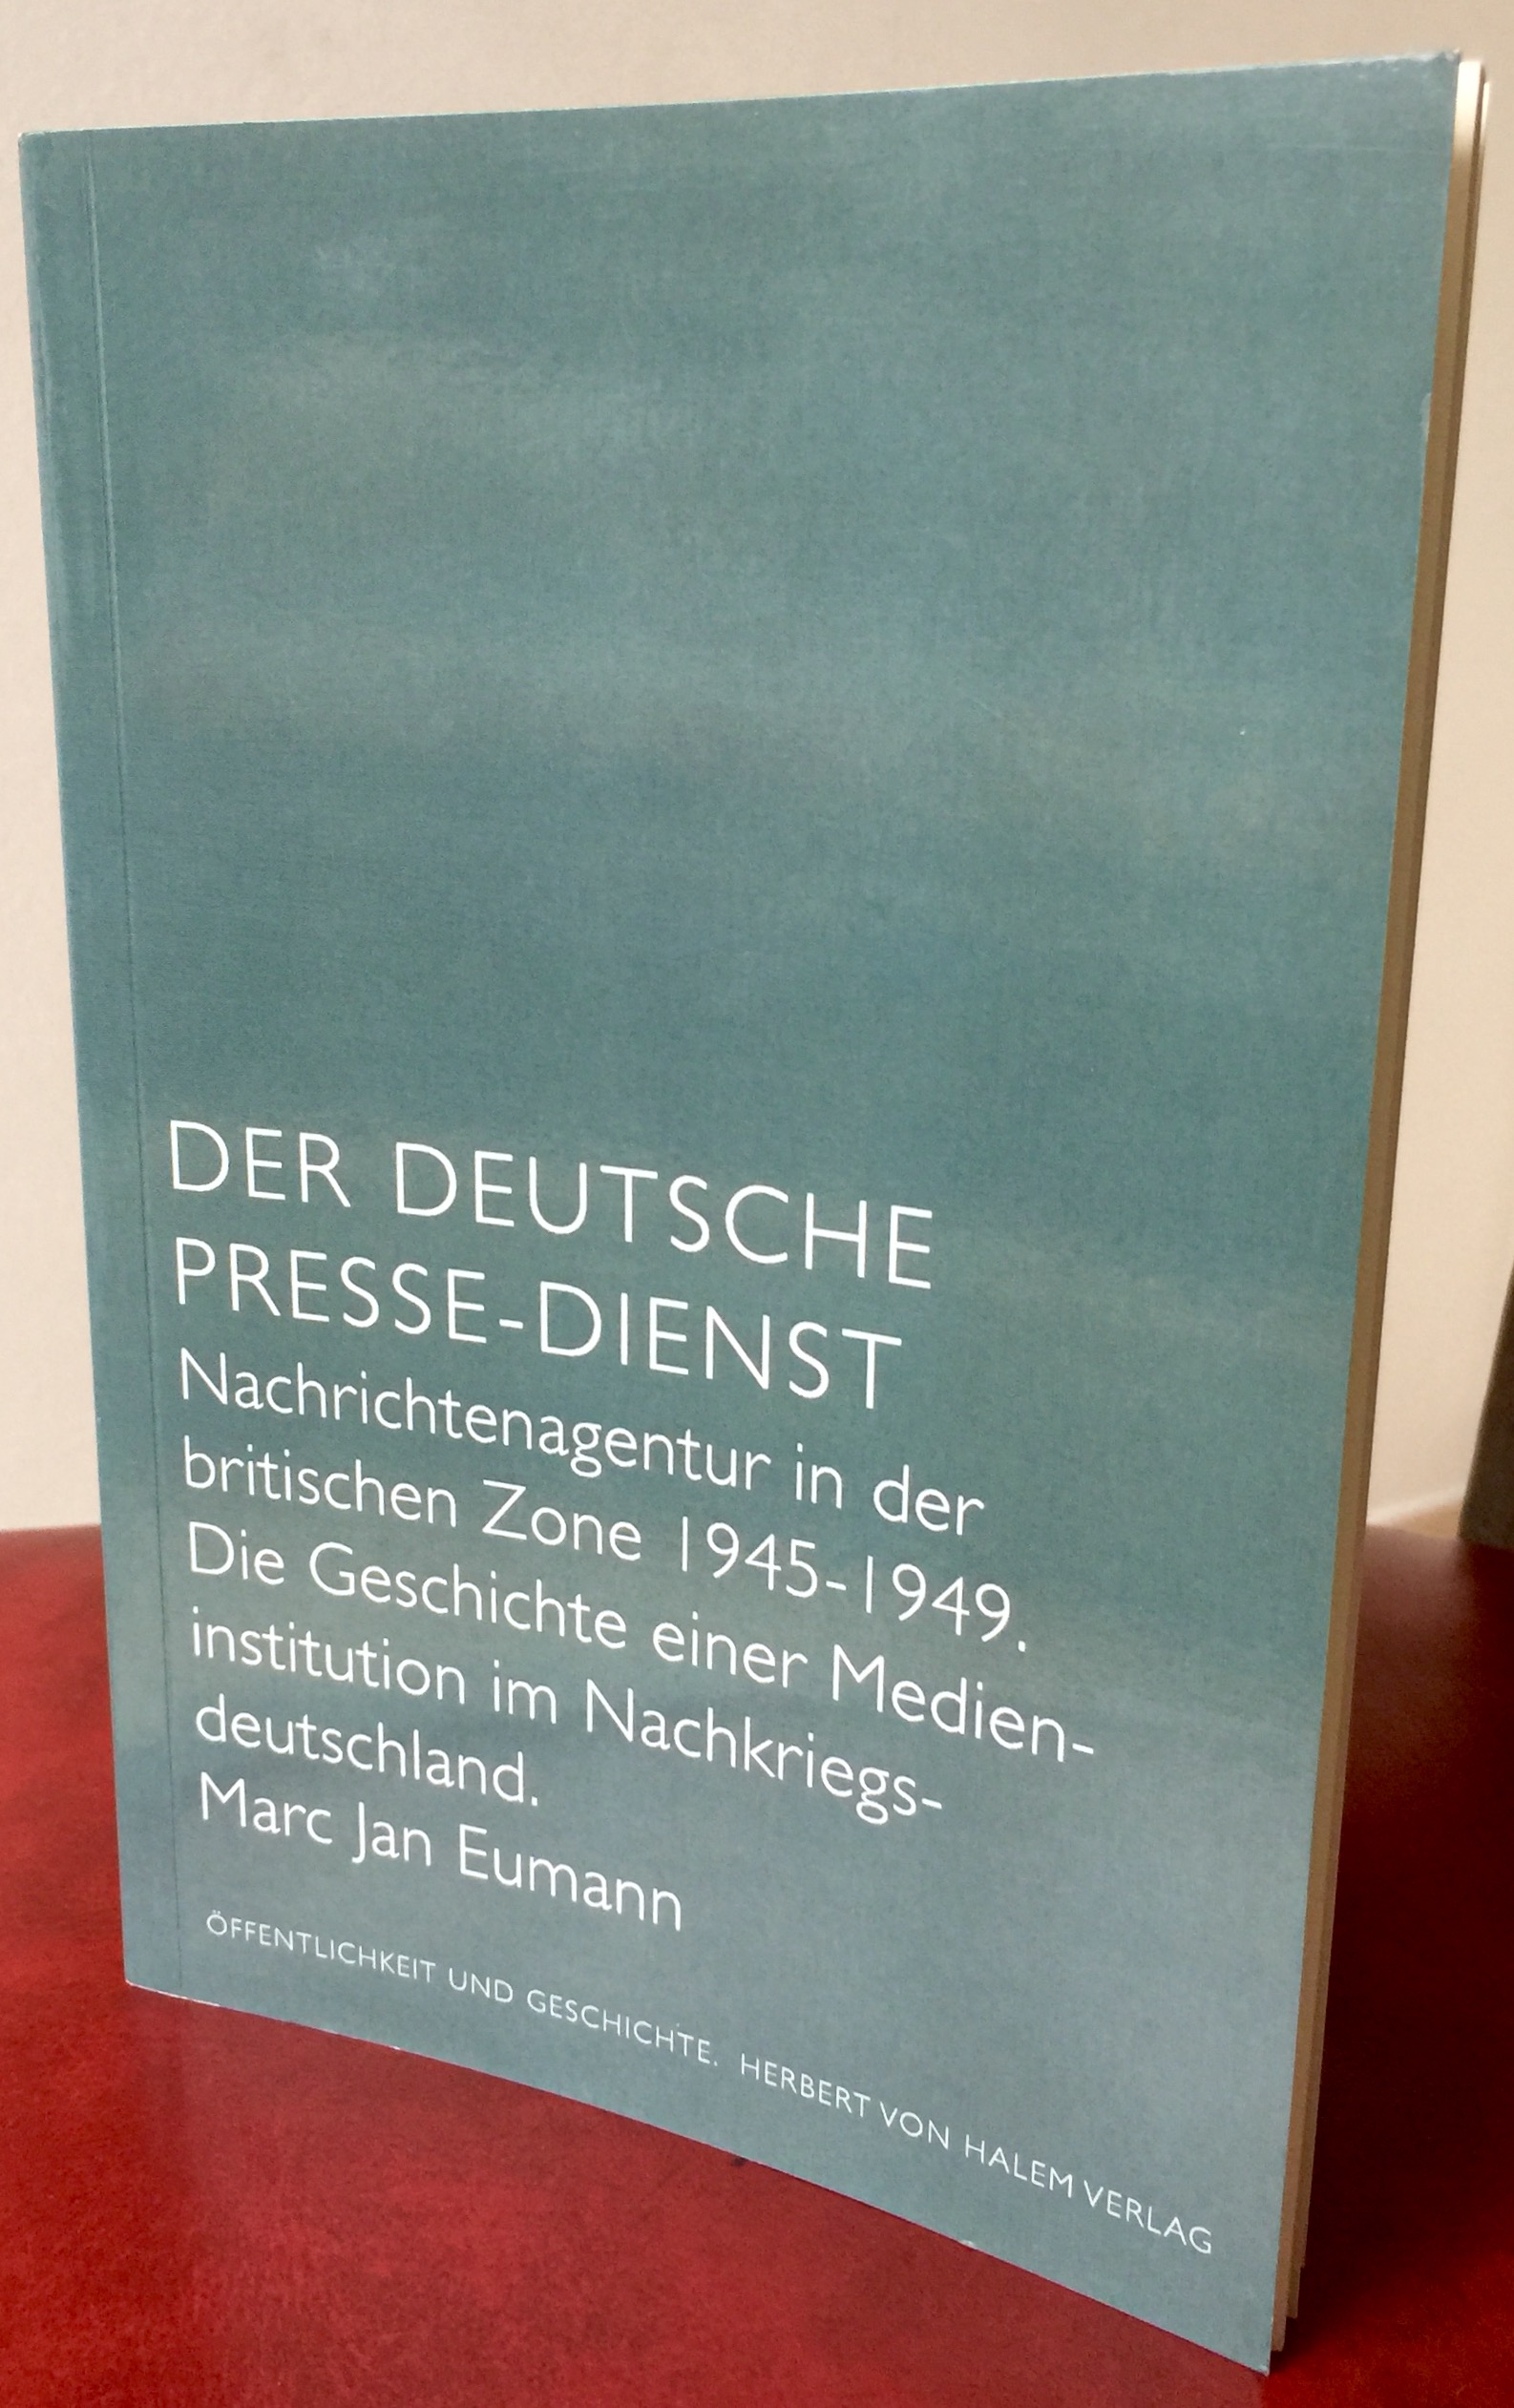 DER DEUTSCHE
PRESSE-DIENST
Nachrichtenagentur in der
britischen Zone 1945-1949.
Die Geschichte einer Medien-
institution im Nachkriegs-
deutschland.
Marc Jan Eumann
ÖFFENTLICHKEIT UND GESCHICHTE. HERBERT VON HALEM VERLAG